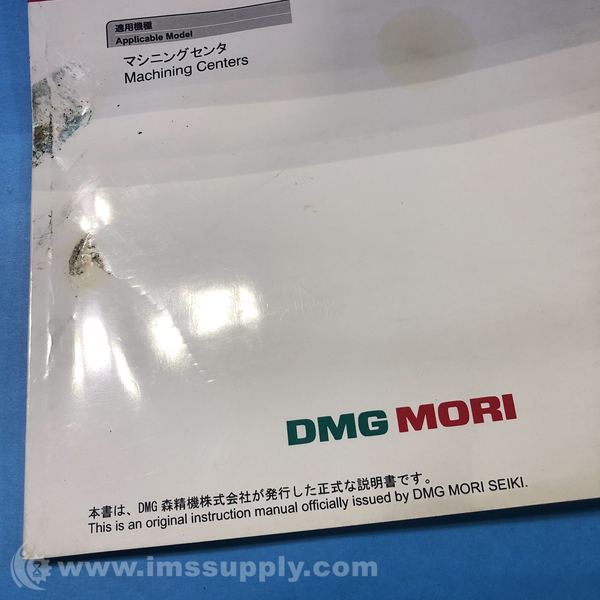 適用機種
Applicable Model
マシニングセンタ
Machining Centers
DMG MORI
本書は、DMG 森精機株式会社が発行した正式な説明書です。
This is an original instruction manual officially issued by DMG MORI SEIKI.
www.imssupply.com